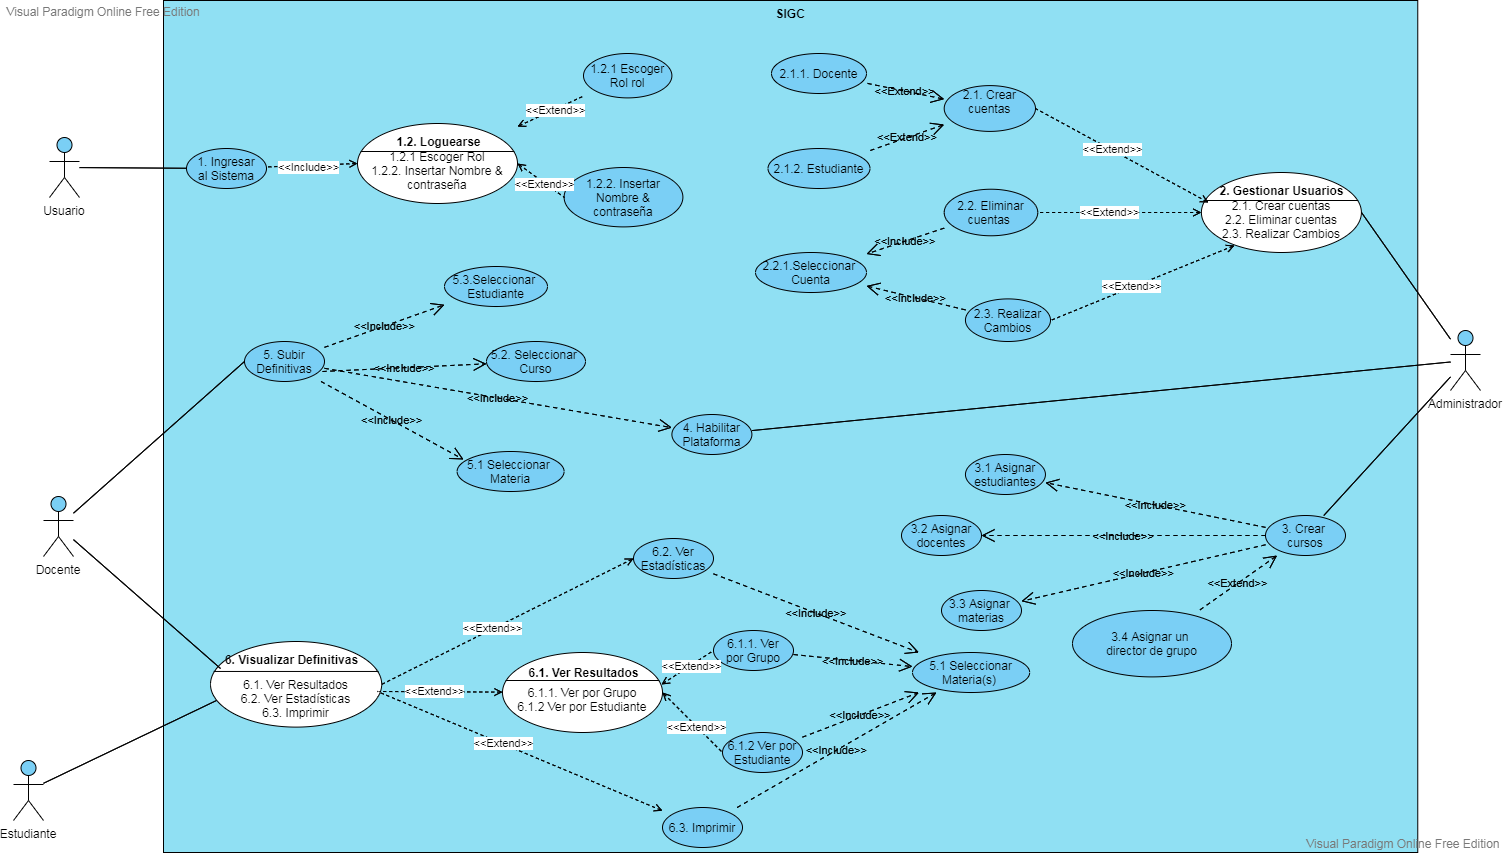 Visual Paradigm Online Free Edition
SIGC
1.2.1 Escoger
Rol rol
<<Extend>>
1.2. Loguearse
1.2.1 Escoger Rol
1.2.2. Insertar Nombre &
contraseña
1. Ingresar
al Sistema
<<Include>>
<<Extend>>
1.2.2. Insertar
Nombre &
contraseña
Usuario
2.1.1. Docente
<<Extend>>
2.1. Crear
cuentas
<<Extend>>
2.1.2. Estudiante
<<Extend>>
2. Gestionar Usuarios
2.1. Crear cuentas
2.2. Eliminar cuentas
2.3. Realizar Cambios
2.2. Eliminar
cuentas
<<Extend>>
<<Include>>
2.2.1.Seleccionar
Cuenta
<<Include>>
<<Extend>>
2.3. Realizar
Cambios
5.3.Seleccionar
Estudiante
<<Include>>
5. Subir
Definitivas
<<Include>>
5.2. Seleccionar
Curso
<<Include>>
<<Include>>
4. Habilitar
Plataforma
5.1 Seleccionar
Materia
Administrador
3.1 Asignar
estudiantes
<<Include>>
3.2 Asignar
docentes
<<Include>>
3. Crear
cursos
<<Include>>
<<Extend>>
3.3 Asignar
materias
3.4 Asignar un
director de grupo
Docente
6.2. Ver
Estadísticas
<<Extend>>
<<Include>>
6. Visualizar Definitivas
6.1. Ver Resultados
6.2. Ver Estadísticas
6.3. Imprimir
<<Extend>>
6.1. Ver Resultados
6.1.1. Ver por Grupo
6.1.2 Ver por Estudiante
<<Extend>>
6.1.1. Ver
por Grupo
<<Include>>
5.1 Seleccionar
Materia(s)
<<Extend>>
6.1.2 Ver por
Estudiante
<<Include>>
<<Include>>
<<Extend>>
6.3. Imprimir
Estudiante
Visual Paradigm Online Free Edition